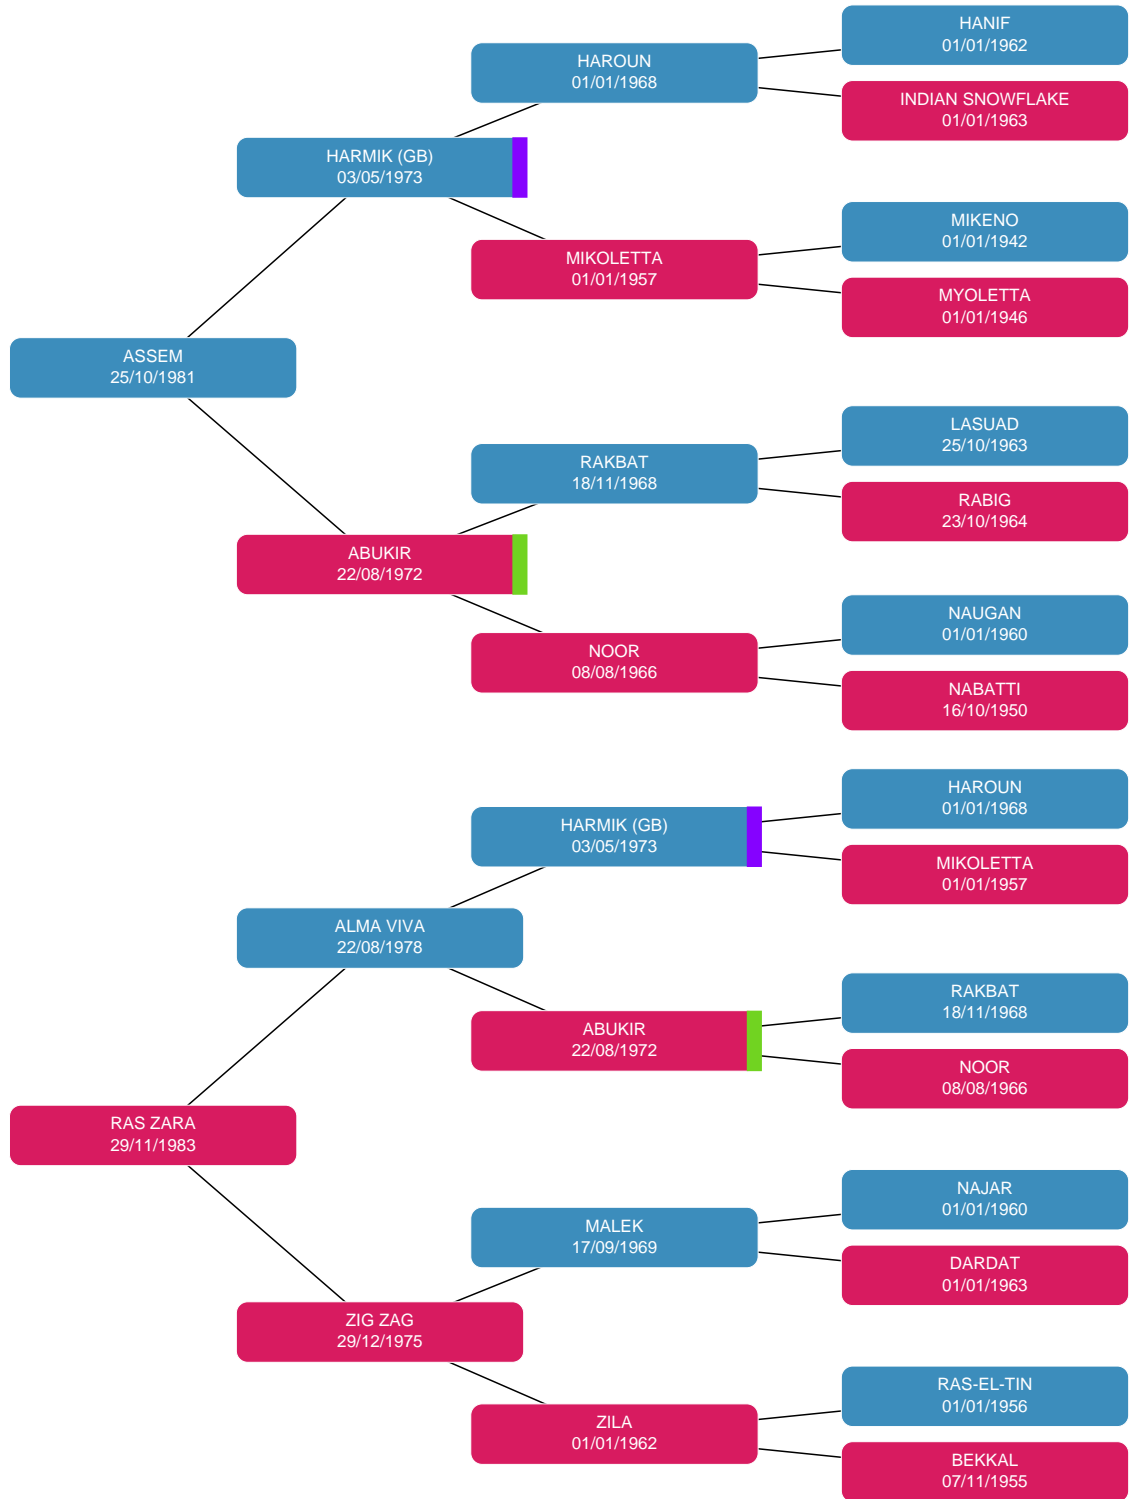 HANIF
01/01/1962
HAROUN
01/01/1968
INDIAN SNOWFLAKE
01/01/1963
HARMIK (GB)
03/05/1973
MIKENO
01/01/1942
MIKOLETTA
01/01/1957
MYOLETTA
01/01/1946
ASSEM
25/10/1981
LASUAD
25/10/1963
RAKBAT
18/11/1968
RABIG
23/10/1964
ABUKIR
22/08/1972
NAUGAN
01/01/1960
NOOR
08/08/1966
NABATTI
16/10/1950
HAROUN
01/01/1968
HARMIK (GB)
03/05/1973
MIKOLETTA
01/01/1957
ALMA VIVA
22/08/1978
RAKBAT
18/11/1968
ABUKIR
22/08/1972
NOOR
08/08/1966
RAS ZARA
29/11/1983
NAJAR
01/01/1960
MALEK
17/09/1969
DARDAT
01/01/1963
ZIG ZAG
29/12/1975
RAS-EL-TIN
01/01/1956
ZILA
01/01/1962
BEKKAL
07/11/1955